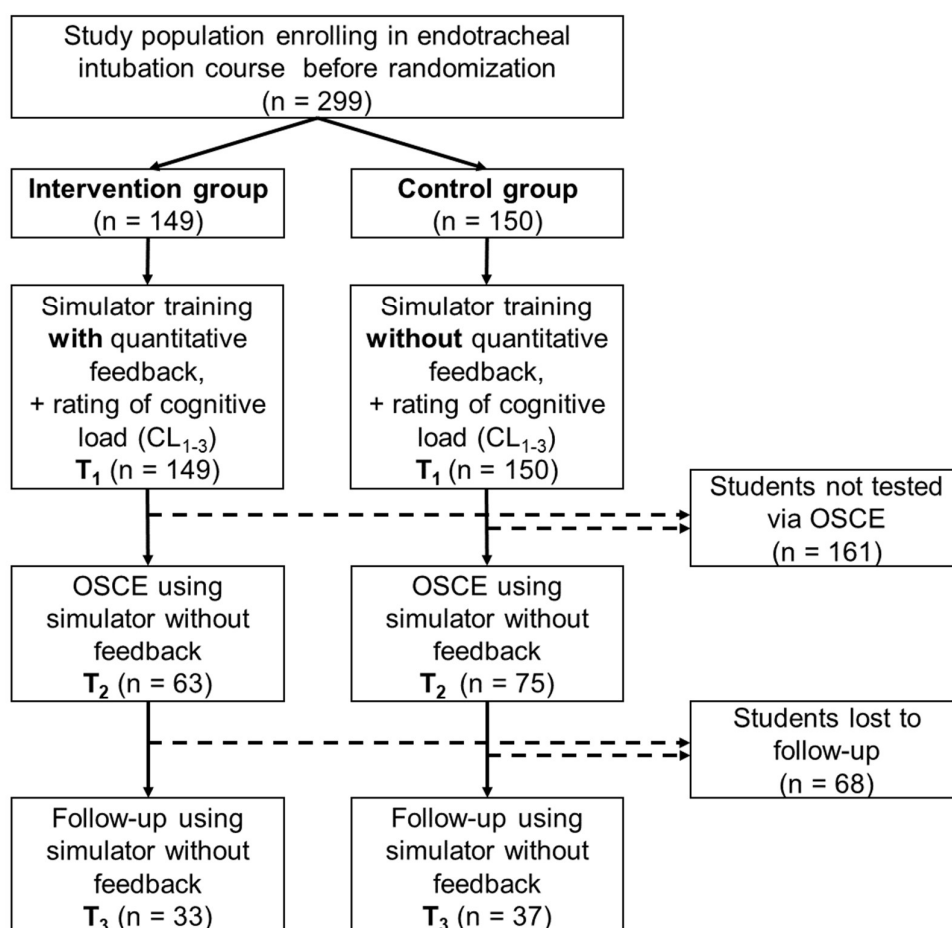 Study population enrolling in endotracheal
intubation course before randomization
(n = 299)
Intervention group
(n = 149)
Control group
(n = 150)
Simulator training
with quantitative
feedback,
+ rating of cognitive
load (CL₁₋₃)
T₁ (n = 149)
Simulator training
without quantitative
feedback,
+ rating of cognitive
load (CL₁₋₃)
T₁ (n = 150)
Students not tested
via OSCE
(n = 161)
OSCE using
simulator without
feedback
T₂ (n = 63)
OSCE using
simulator without
feedback
T₂ (n = 75)
Students lost to
follow-up
(n = 68)
Follow-up using
simulator without
feedback
T₃ (n = 33)
Follow-up using
simulator without
feedback
T₃ (n = 37)